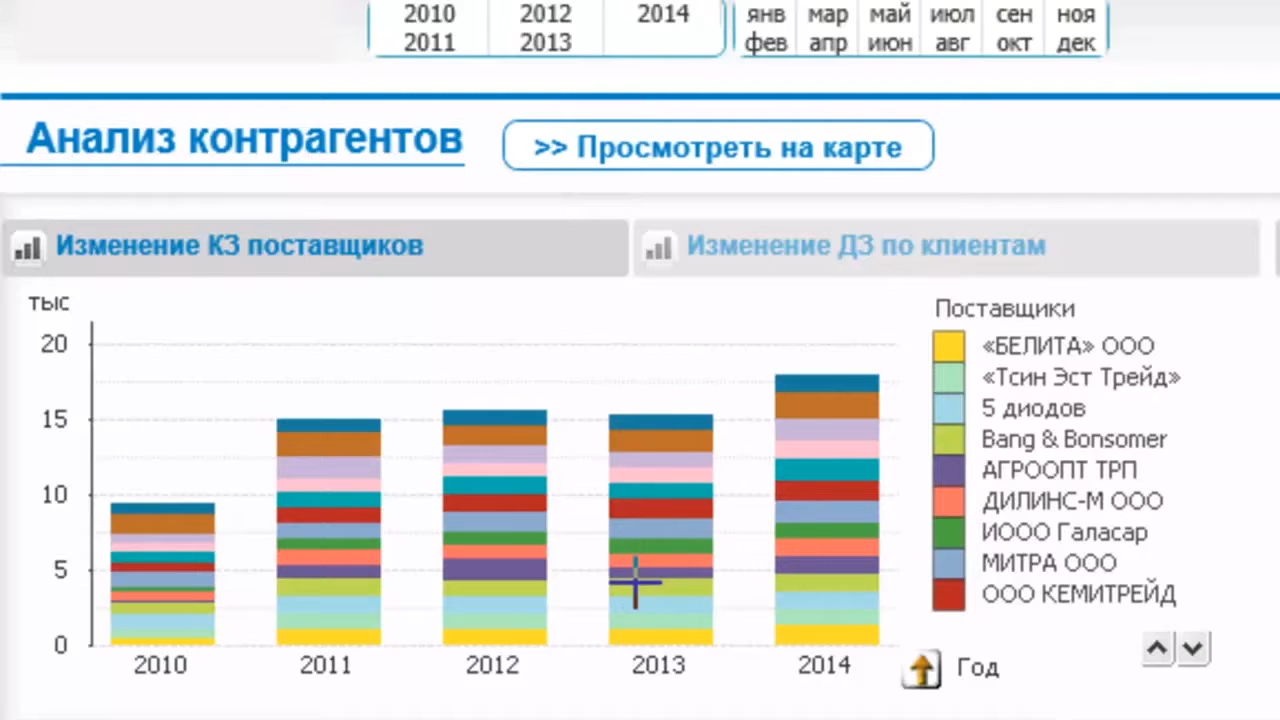 2010 2012 2014 янв мар май июл сен ноя
2011 2013 фев апр июн авг окт дек
Анализ контрагентов
>> Просмотреть на карте
Изменение КЗ поставщиков
Изменение ДЗ по клиентам
тыс
20
15
10
5
0
2010 2011 2012 2013 2014
Год
Поставщики
«БЕЛИТА» ООО
«Тсин Эст Трейд»
5 диодов
Bang & Bonsomer
АГРООПТ ТРП
ДИЛИНС-М ООО
ИООО Галасар
МИТРА ООО
ООО КЕМИТРЕЙД